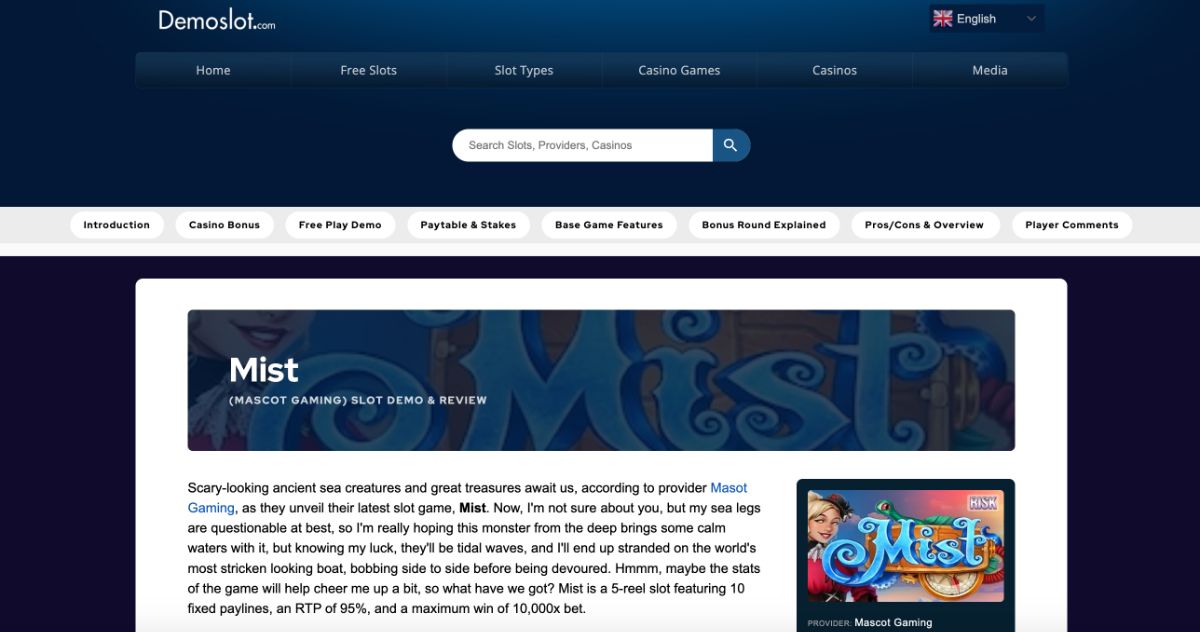 Demoslot.com
English
Home Free Slots Slot Types Casino Games Casinos Media
Search Slots, Providers, Casinos
Introduction Casino Bonus Free Play Demo Paytable & Stakes Base Game Features Bonus Round Explained Pros/Cons & Overview Player Comments
Mist
Mist
(MASCOT GAMING) SLOT DEMO & REVIEW
Scary-looking ancient sea creatures and great treasures await us, according to provider Masot
Gaming, as they unveil their latest slot game, Mist. Now, I'm not sure about you, but my sea legs
are questionable at best, so I'm really hoping this monster from the deep brings some calm
waters with it, but knowing my luck, they'll be tidal waves, and I'll end up stranded on the world's
most stricken looking boat, bobbing side to side before being devoured. Hmmm, maybe the stats
of the game will help cheer me up a bit, so what have we got? Mist is a 5-reel slot featuring 10
fixed paylines, an RTP of 95%, and a maximum win of 10,000x bet.
RISK
Mist
PROVIDER: Mascot Gaming